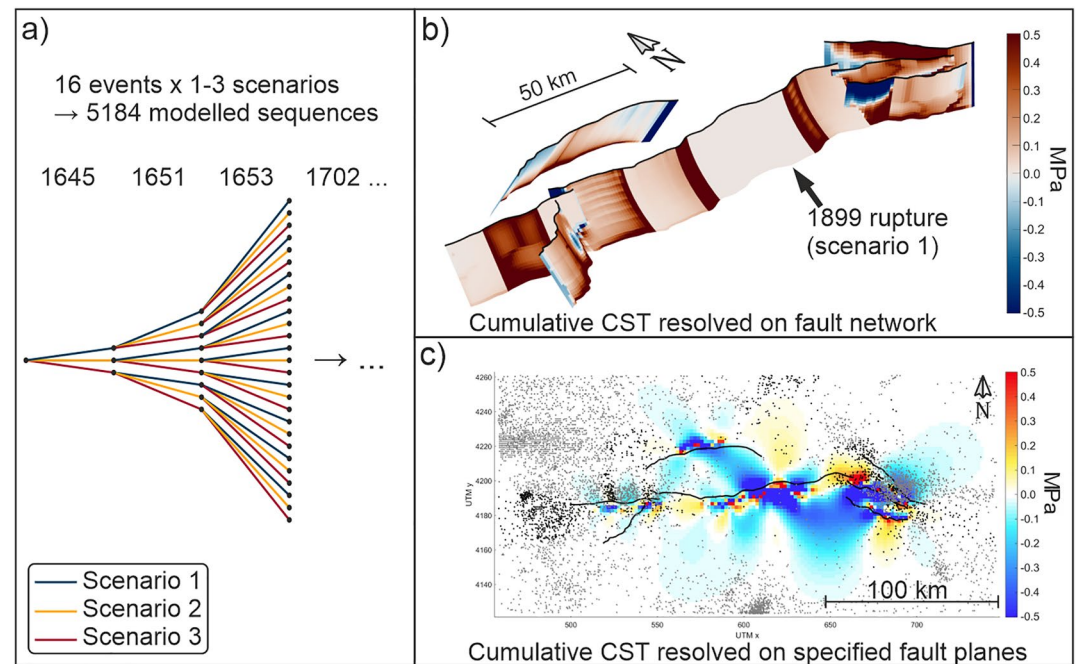 a)
16 events x 1-3 scenarios
→ 5184 modelled sequences
1645 1651 1653 1702 ...
→ ...
Scenario 1
Scenario 2
Scenario 3
b)
N
50 km
1899 rupture
(scenario 1)
0.5
0.4
0.3
0.2
0.1
0.0
-0.1
-0.2
-0.3
-0.4
-0.5
MPa
Cumulative CST resolved on fault network
c)
N
4260
4240
4220
4200
4180
4160
4140
UTM y
500 550 600 650 700
UTM x
100 km
0.5
0.4
0.3
0.2
0.1
0
-0.1
-0.2
-0.3
-0.4
-0.5
MPa
Cumulative CST resolved on specified fault planes